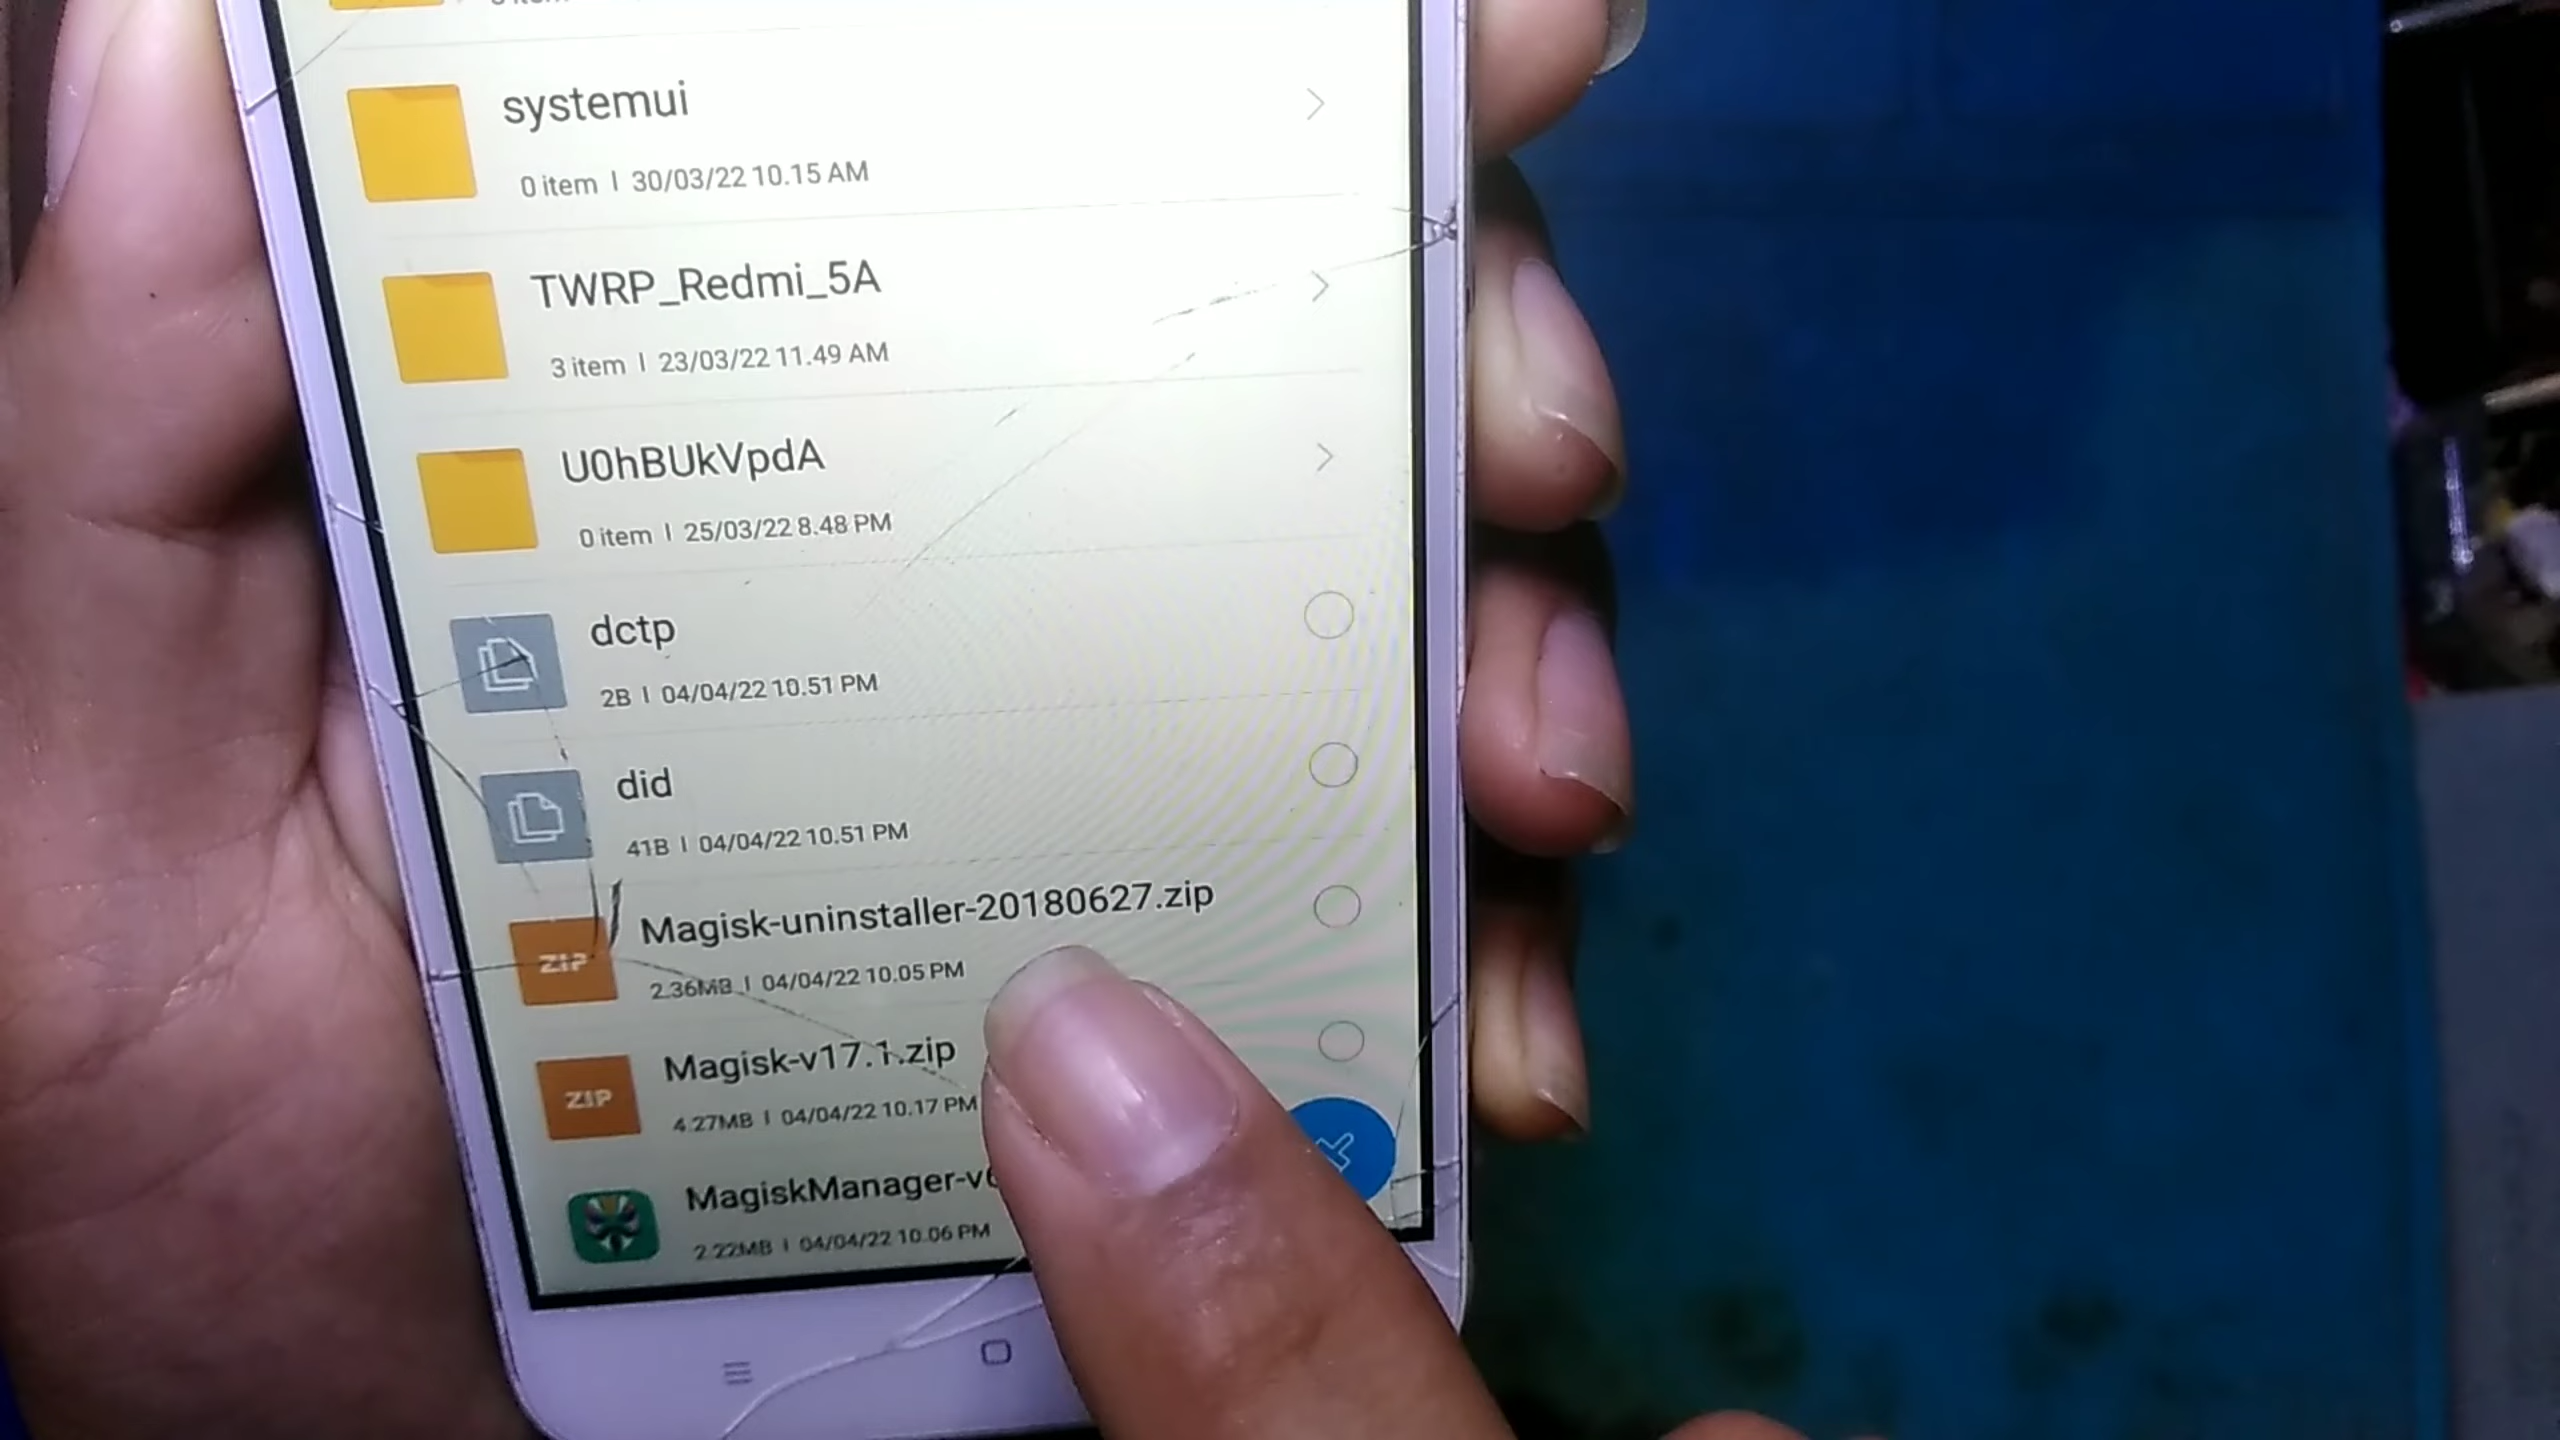 systemui
0 item | 30/03/22 10.15 AM
TWRP_Redmi_5A
3 item | 23/03/22 11.49 AM
U0hBUkVpdA
0 item | 25/03/22 8.48 PM
dctp
2B | 04/04/22 10.51 PM
did
41B | 04/04/22 10.51 PM
Magisk-uninstaller-20180627.zip
ZIP
2.36MB | 04/04/22 10.05 PM
Magisk-v17.1.zip
ZIP
4.27MB | 04/04/22 10.17 PM
MagiskManager-v6
2.22MB | 04/04/22 10.06 PM